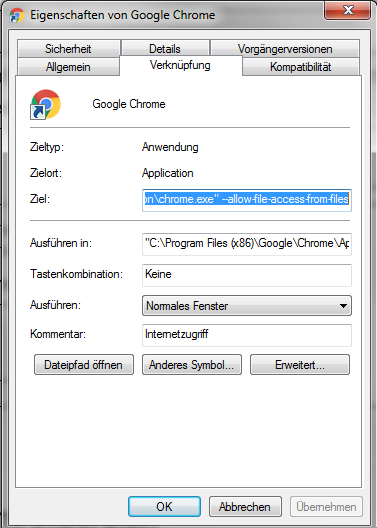 Eigenschaften von Google Chrome
Sicherheit Details Vorgängerversionen
Allgemein Verknüpfung Kompatibilität
Google Chrome
Zieltyp: Anwendung
Zielort: Application
Ziel: on\chrome.exe" --allow-file-access-from-files
Ausführen in: "C:\Program Files (x86)\Google\Chrome\Ap
Tastenkombination: Keine
Ausführen: Normales Fenster
Kommentar: Internetzugriff
Dateipfad öffnen Anderes Symbol... Erweitert...
OK Abbrechen Übernehmen